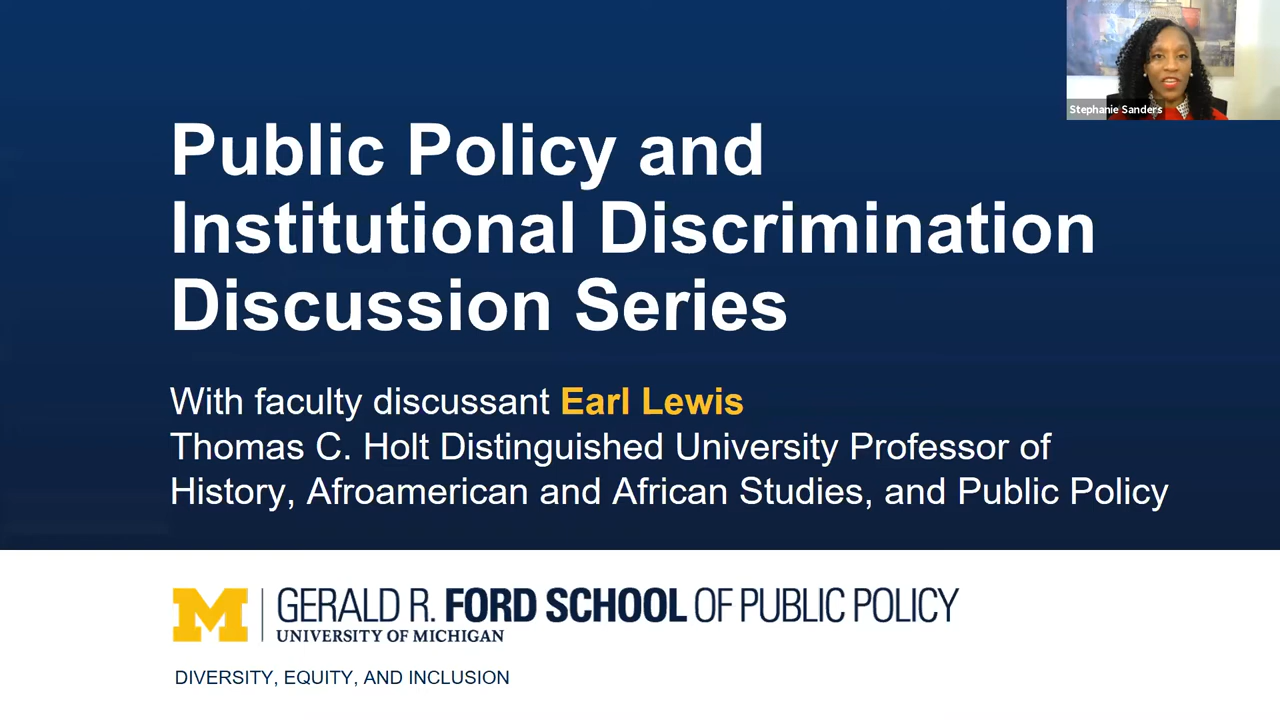 Stephanie Sanders
Public Policy and
Institutional Discrimination
Discussion Series
With faculty discussant Earl Lewis
Thomas C. Holt Distinguished University Professor of
History, Afroamerican and African Studies, and Public Policy
M GERALD R. FORD SCHOOL OF PUBLIC POLICY
UNIVERSITY OF MICHIGAN
DIVERSITY, EQUITY, AND INCLUSION